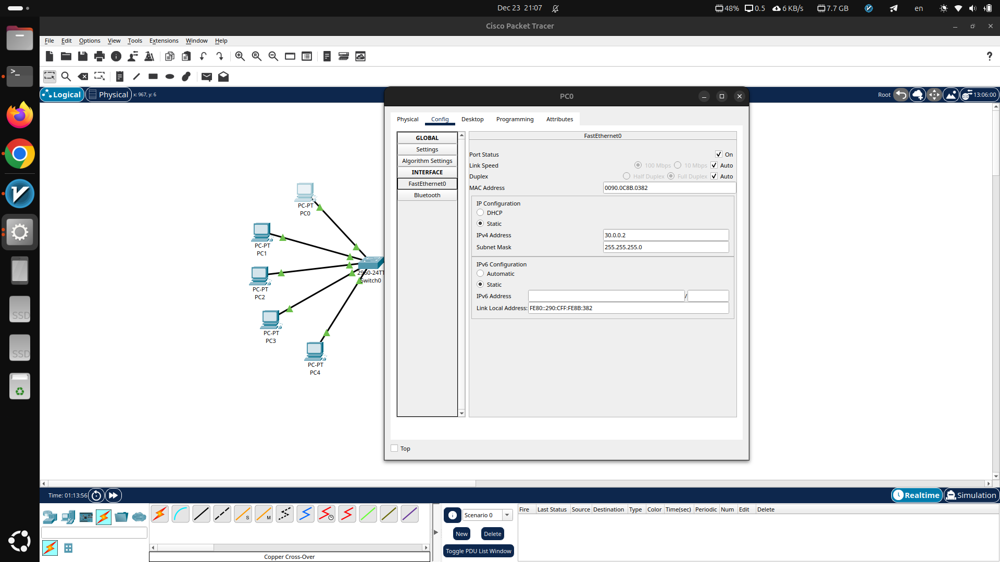 Dec 23 21:07
48% 0.5 6 KB/s 7.7 GB en
Cisco Packet Tracer
File Edit Options View Tools Extensions Window Help
Logical Physical x: 967, y: 6
Root 13:06:00
PC0
Physical Config Desktop Programming Attributes
GLOBAL
Settings
Algorithm Settings
INTERFACE
FastEthernet0
Bluetooth
FastEthernet0
Port Status On
Link Speed 100 Mbps 10 Mbps Auto
Duplex Half Duplex Full Duplex Auto
MAC Address 0090.0C8B.0382
IP Configuration
DHCP
Static
IPv4 Address 30.0.0.2
Subnet Mask 255.255.255.0
IPv6 Configuration
Automatic
Static
IPv6 Address /
Link Local Address: FE80::290:CFF:FE8B:382
Top
PC-PT
PC0
PC-PT
PC1
PC-PT
PC2
PC-PT
PC3
PC-PT
PC4
2960-24TT
Switch0
SSD
SSD
Time: 01:13:56
Realtime Simulation
S M
Copper Cross-Over
Scenario 0
New Delete
Toggle PDU List Window
Fire Last Status Source Destination Type Color Time(sec) Periodic Num Edit Delete